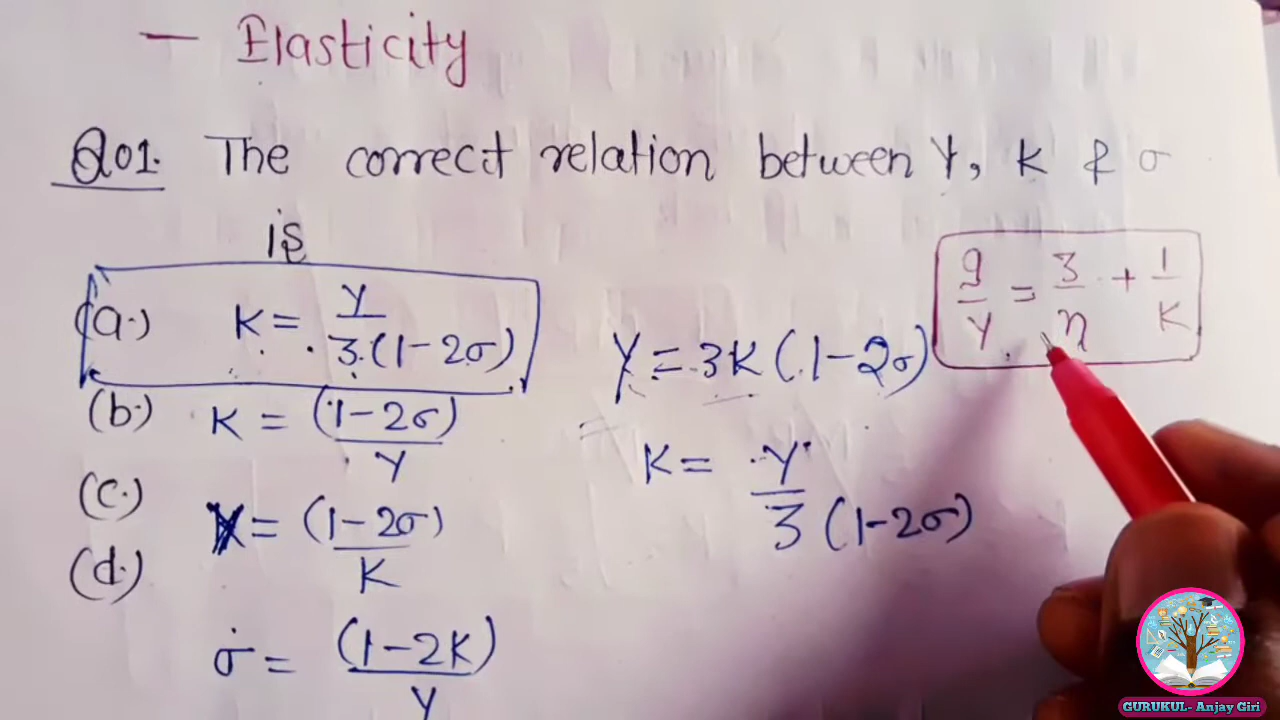 — Elasticity
Q01. The correct relation between Y, K & σ
is
(a.) K = Y / 3.(1-2σ)
(b.) K = (1-2σ) / Y
(c.) Y = (1-2σ) / K
(d.) σ = (1-2K) / Y
Y = 3K(1-2σ)
K = Y / 3(1-2σ)
9/Y = 3/η + 1/K
GURUKUL- Anjay Giri